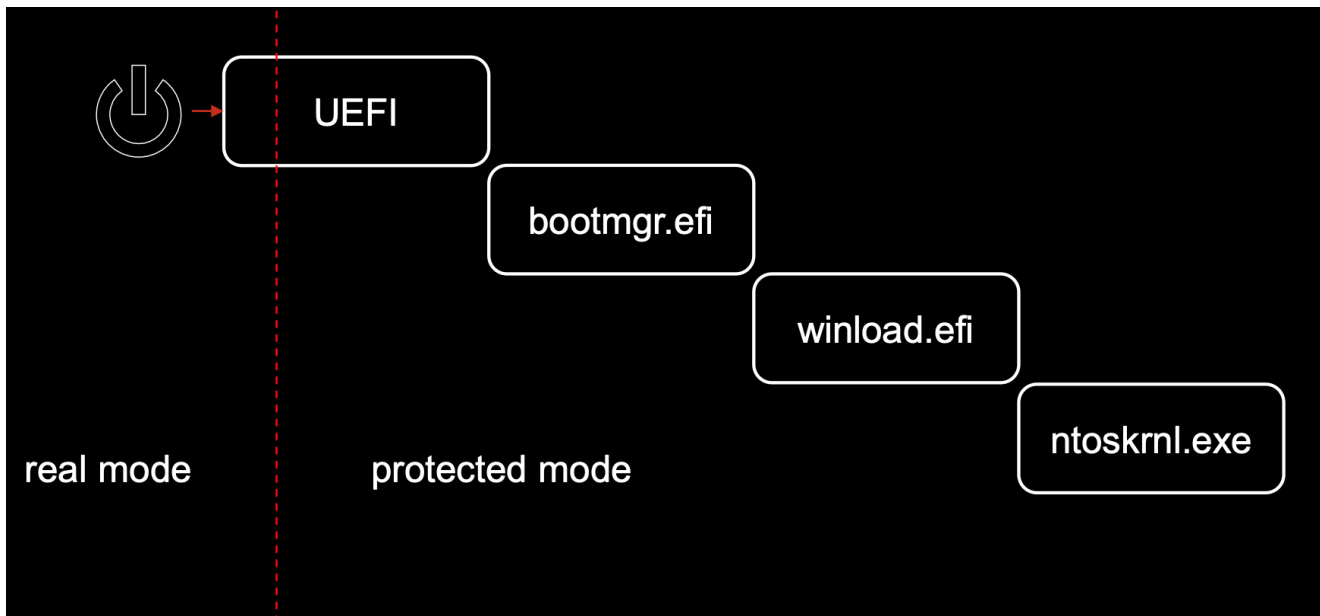 UEFI
bootmgr.efi
winload.efi
ntoskrnl.exe
real mode
protected mode